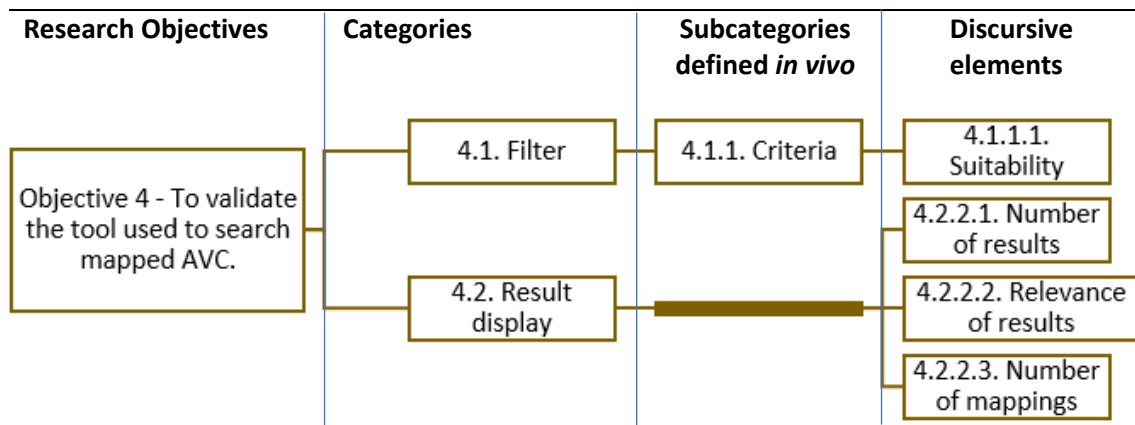 Research Objectives
Categories
Subcategories
defined in vivo
Discursive
elements
Objective 4 - To validate
the tool used to search
mapped AVC.
4.1. Filter
4.1.1. Criteria
4.1.1.1.
Suitability
4.2. Result
display
4.2.2.1. Number
of results
4.2.2.2. Relevance
of results
4.2.2.3. Number
of mappings